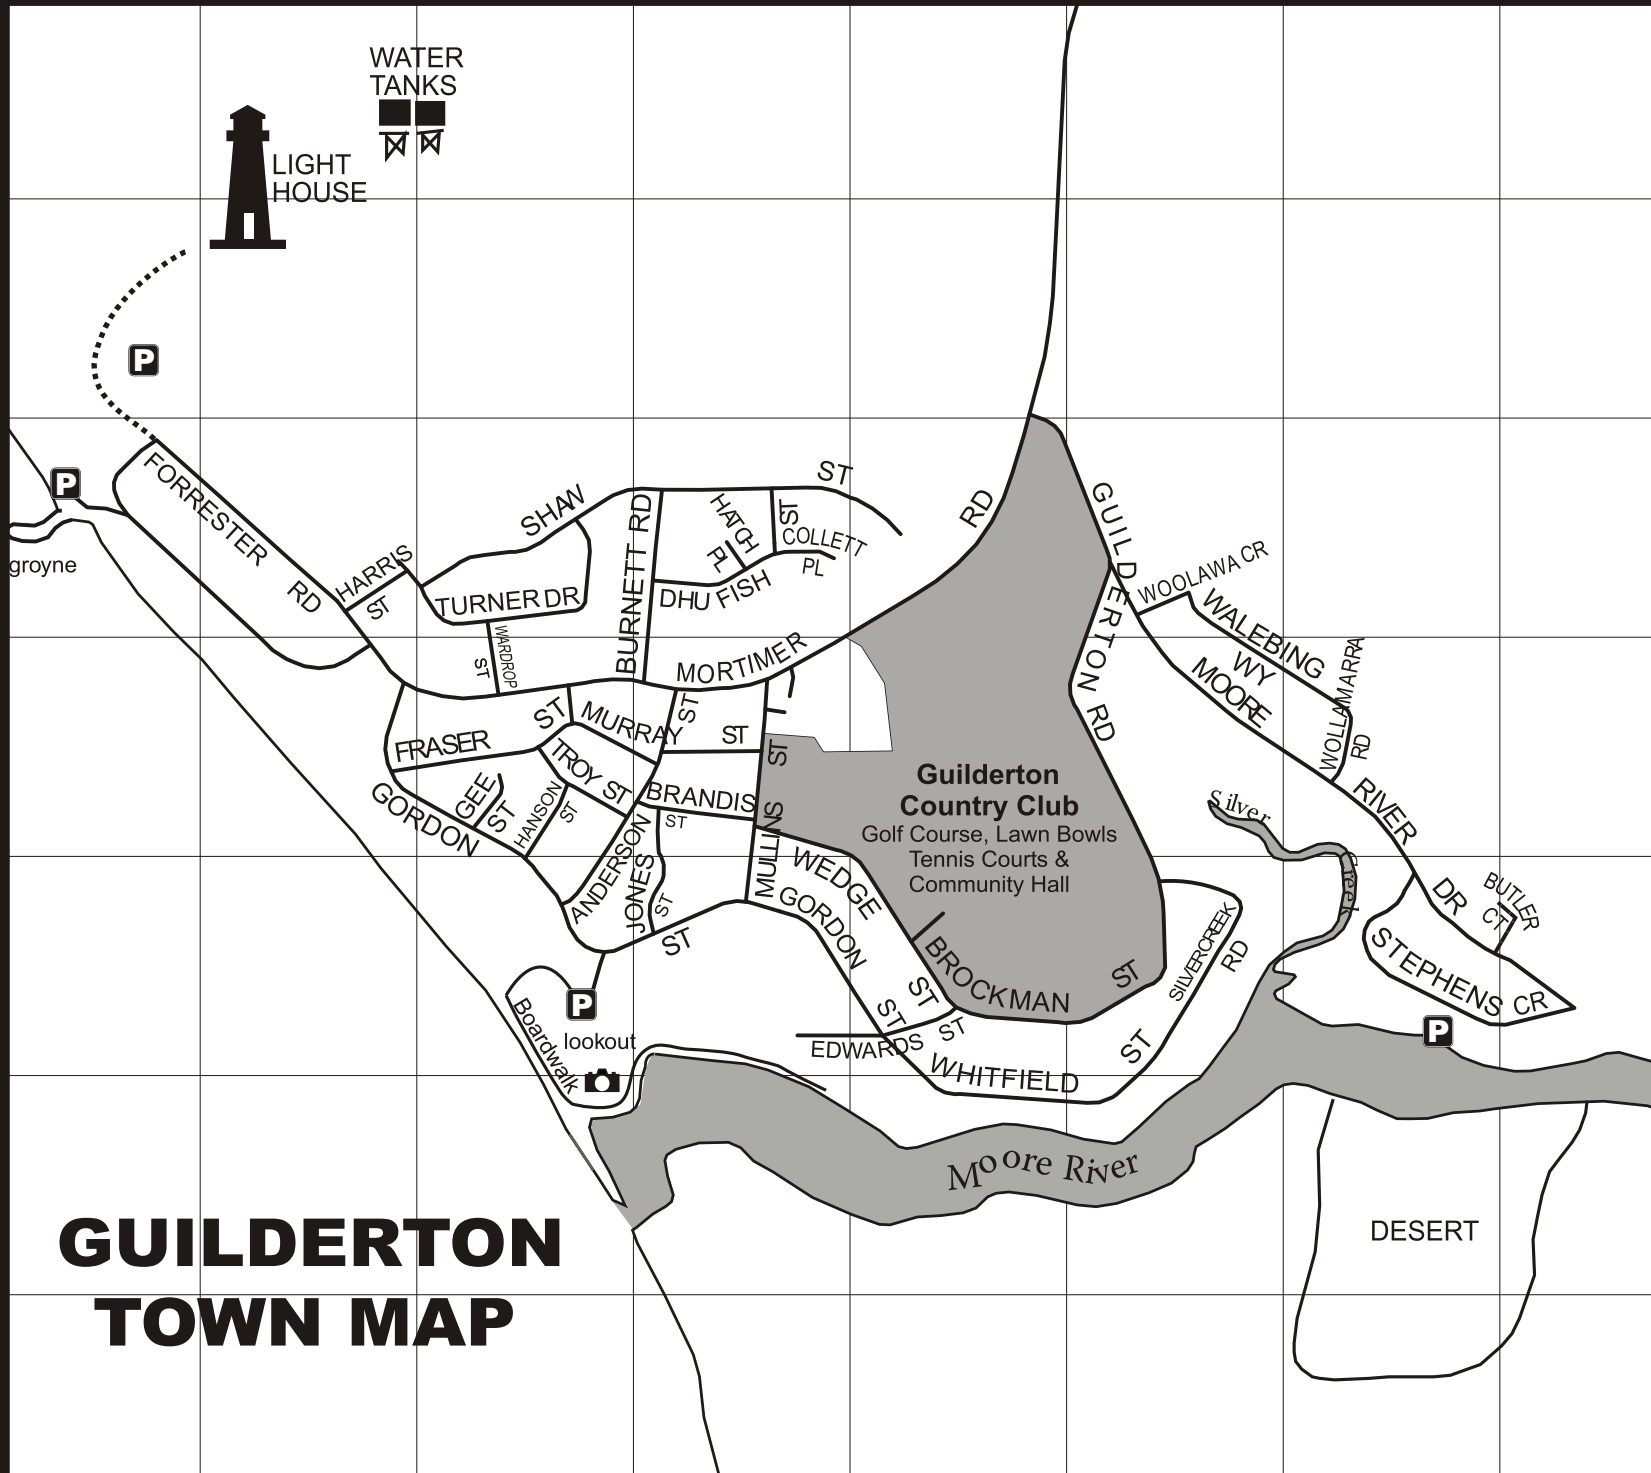 WATER
TANKS
LIGHT
HOUSE
P
P
groyne
FORRESTER RD
HARRIS ST
SHAW ST
TURNER DR
WARDROP ST
BURNETT RD
HATCH PL
ST
COLLETT PL
DHU FISH
MORTIMER RD
GUILDERTON RD
WOOLAWA CR
WALEBING WY
WOLLAMARRA RD
MOORE RIVER DR
BUTLER CT
STEPHENS CR
P
FRASER ST
MURRAY ST
ST
TROY ST
GEE ST
HANSON ST
GORDON ST
BRANDIS ST
ANDERSON
JONES ST
MULLINS ST
Guilderton
Country Club
Golf Course, Lawn Bowls
Tennis Courts &
Community Hall
WEDGE ST
GORDON ST
BROCKMAN ST
EDWARDS ST
WHITFIELD ST
SILVERCREEK RD
Silver Creek
P
lookout
Boardwalk
Moore River
DESERT
GUILDERTON
TOWN MAP